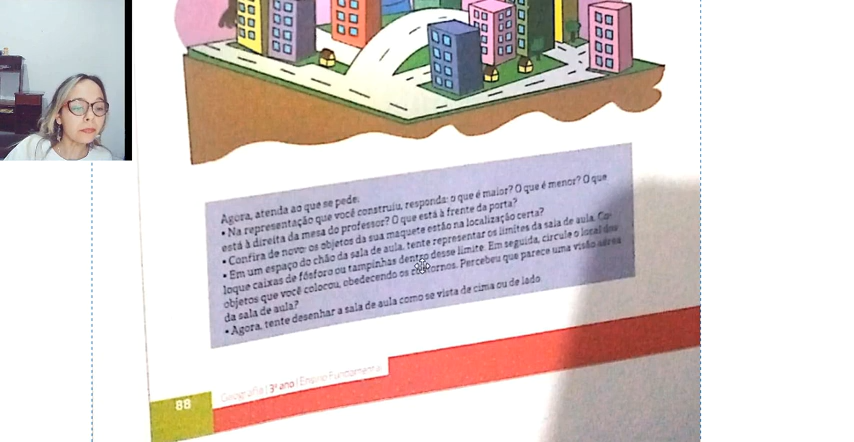 Agora, atenda ao que se pede:
• Na representação que você construiu, responda: o que é maior? O que é menor? O que
está à direita da mesa do professor? O que está à frente da porta?
• Confira de novo: os objetos da sua maquete estão na localização certa?
• Em um espaço do chão da sala de aula, tente representar os limites da sala de aula. Co-
loque caixas de fósforo ou tampinhas dentro desse limite. Em seguida, circule o local dos
objetos que você colocou, obedecendo os contornos. Percebeu que parece uma visão aérea
da sala de aula?
• Agora, tente desenhar a sala de aula como se vista de cima ou de lado.
88
Geografia | 3º ano | Ensino Fundamental